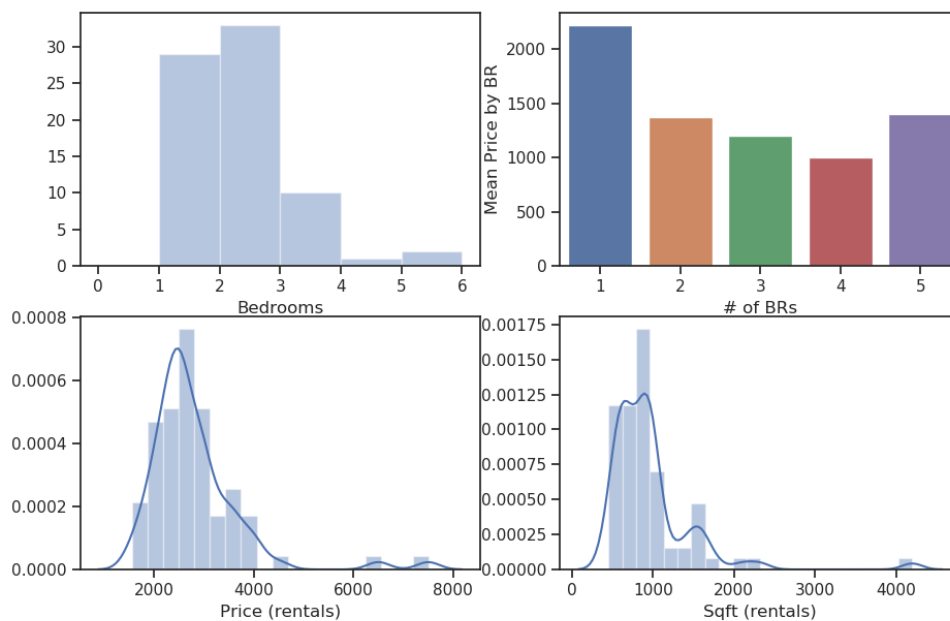 30
25
20
15
10
5
0
0 1 2 3 4 5 6
Bedrooms
Mean Price by BR
2000
1500
1000
500
0
1 2 3 4 5
# of BRs
0.0008
0.0006
0.0004
0.0002
0.0000
2000 4000 6000 8000
Price (rentals)
0.00175
0.00150
0.00125
0.00100
0.00075
0.00050
0.00025
0.00000
0 1000 2000 3000 4000
Sqft (rentals)